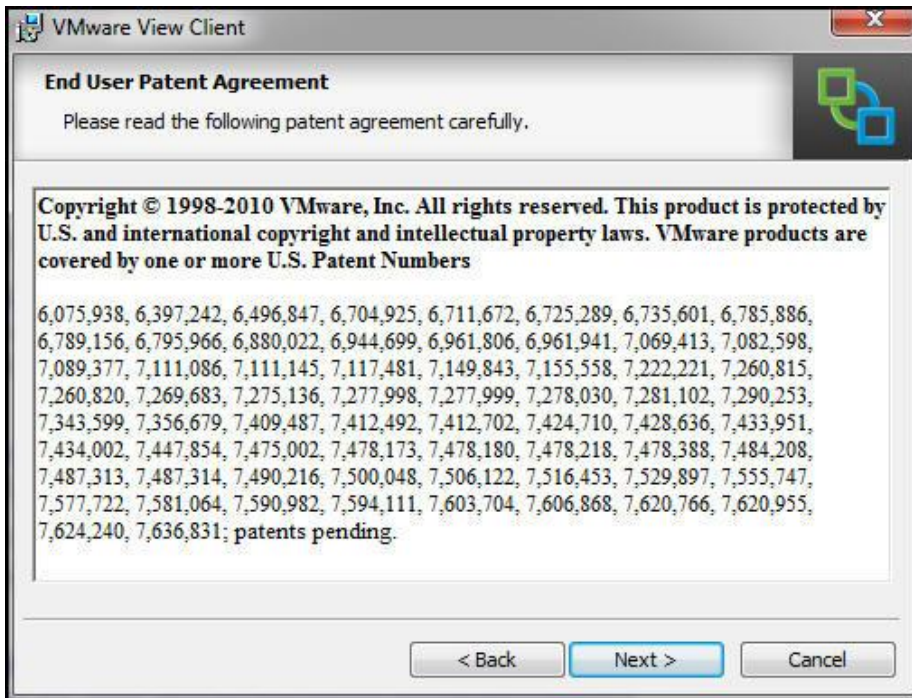 VMware View Client
End User Patent Agreement
Please read the following patent agreement carefully.
Copyright © 1998-2010 VMware, Inc. All rights reserved. This product is protected by
U.S. and international copyright and intellectual property laws. VMware products are
covered by one or more U.S. Patent Numbers
6,075,938, 6,397,242, 6,496,847, 6,704,925, 6,711,672, 6,725,289, 6,735,601, 6,785,886,
6,789,156, 6,795,966, 6,880,022, 6,944,699, 6,961,806, 6,961,941, 7,069,413, 7,082,598,
7,089,377, 7,111,086, 7,111,145, 7,117,481, 7,149,843, 7,155,558, 7,222,221, 7,260,815,
7,260,820, 7,269,683, 7,275,136, 7,277,998, 7,277,999, 7,278,030, 7,281,102, 7,290,253,
7,343,599, 7,356,679, 7,409,487, 7,412,492, 7,412,702, 7,424,710, 7,428,636, 7,433,951,
7,434,002, 7,447,854, 7,475,002, 7,478,173, 7,478,180, 7,478,218, 7,478,388, 7,484,208,
7,487,313, 7,487,314, 7,490,216, 7,500,048, 7,506,122, 7,516,453, 7,529,897, 7,555,747,
7,577,722, 7,581,064, 7,590,982, 7,594,111, 7,603,704, 7,606,868, 7,620,766, 7,620,955,
7,624,240, 7,636,831; patents pending.
< Back Next > Cancel